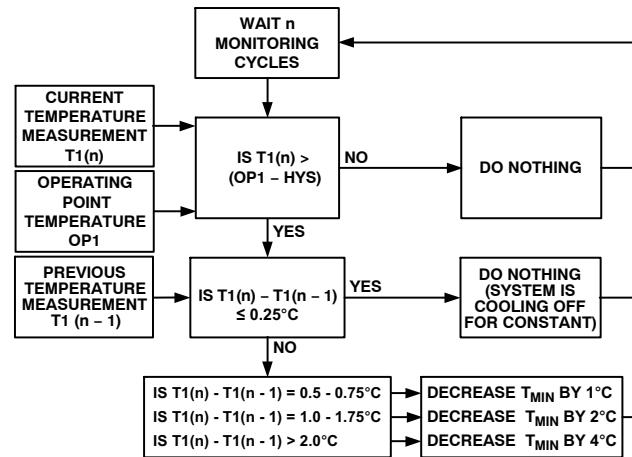 WAIT n
MONITORING
CYCLES
CURRENT
TEMPERATURE
MEASUREMENT
T1(n)
IS T1(n) >
(OP1 – HYS)
NO
DO NOTHING
OPERATING
POINT
TEMPERATURE
OP1
YES
PREVIOUS
TEMPERATURE
MEASUREMENT
T1 (n – 1)
IS T1(n) – T1(n – 1)
≤ 0.25°C
YES
DO NOTHING
(SYSTEM IS
COOLING OFF
FOR CONSTANT)
NO
IS T1(n) - T1(n - 1) = 0.5 - 0.75°C
DECREASE TMIN BY 1°C
IS T1(n) - T1(n - 1) = 1.0 - 1.75°C
DECREASE TMIN BY 2°C
IS T1(n) - T1(n - 1) > 2.0°C
DECREASE TMIN BY 4°C